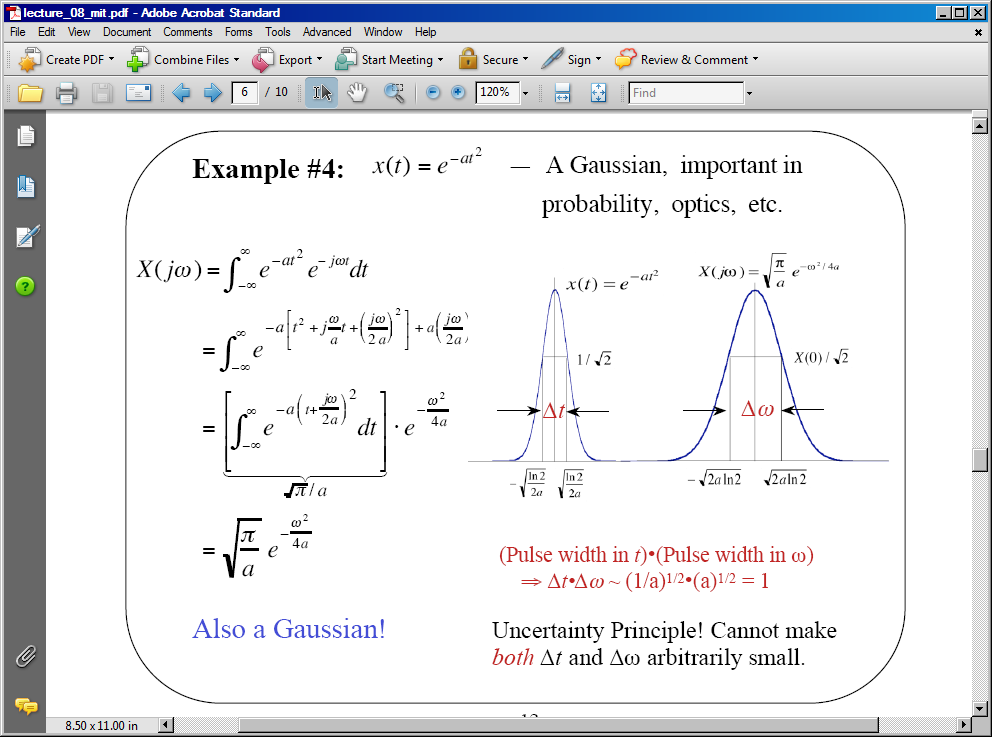 lecture_08_mit.pdf - Adobe Acrobat Standard
File Edit View Document Comments Forms Tools Advanced Window Help
Create PDF Combine Files Export Start Meeting Secure Sign Review & Comment
6 / 10 120% Find
Example #4: x(t) = e^{-at^2} — A Gaussian, important in
probability, optics, etc.
X(jω) = ∫_{-∞}^{∞} e^{-at^2} e^{-jωt} dt
= ∫_{-∞}^{∞} e^{-a[t^2 + j(ω/a)t + (jω/2a)^2] + a(jω/2a)
= [∫_{-∞}^{∞} e^{-a(t + jω/2a)^2} dt] · e^{-ω^2/4a}
√π / a
= √(π/a) e^{-ω^2/4a}
Also a Gaussian!
x(t) = e^{-at^2}
1/√2
Δt
-√(ln2/2a) √(ln2/2a)
X(jω) = √(π/a) e^{-ω^2/4a}
X(0)/√2
Δω
-√(2a ln2) √(2a ln2)
(Pulse width in t)•(Pulse width in ω)
⇒ Δt•Δω ~ (1/a)^{1/2}•(a)^{1/2} = 1
Uncertainty Principle! Cannot make
both Δt and Δω arbitrarily small.
8.50 x 11.00 in